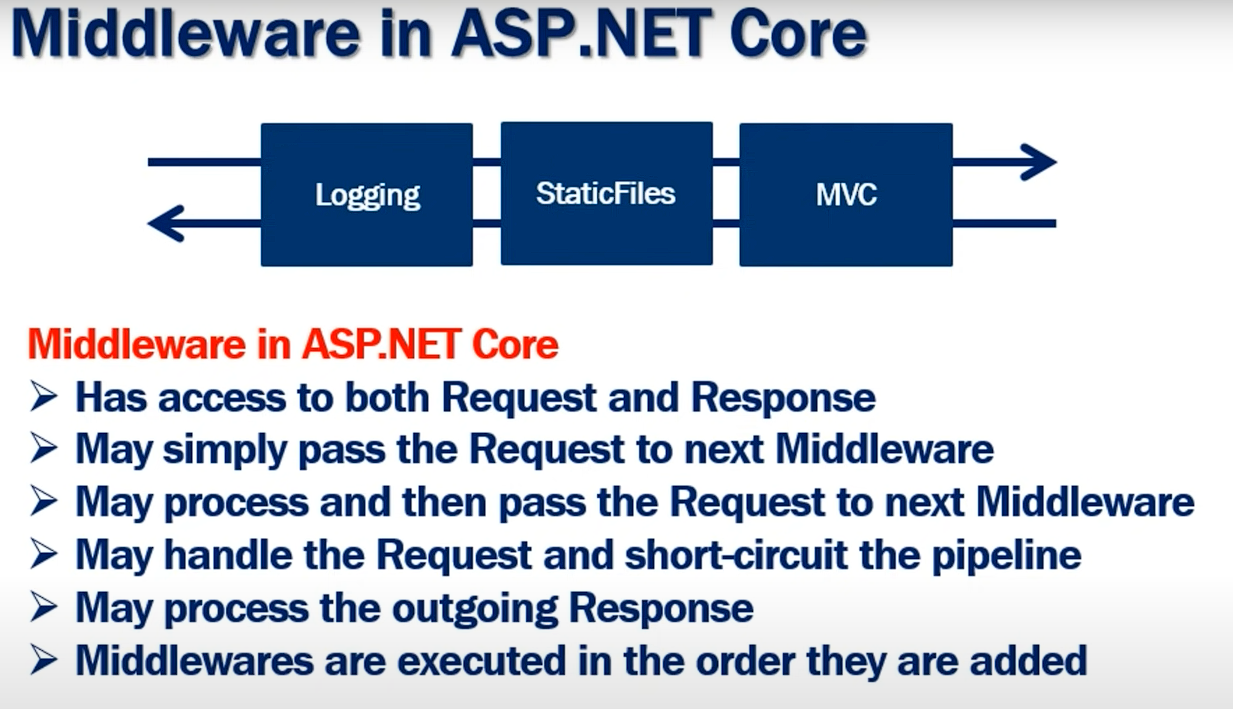 Middleware in ASP.NET Core
Logging
StaticFiles
MVC
Middleware in ASP.NET Core
➢ Has access to both Request and Response
➢ May simply pass the Request to next Middleware
➢ May process and then pass the Request to next Middleware
➢ May handle the Request and short-circuit the pipeline
➢ May process the outgoing Response
➢ Middlewares are executed in the order they are added